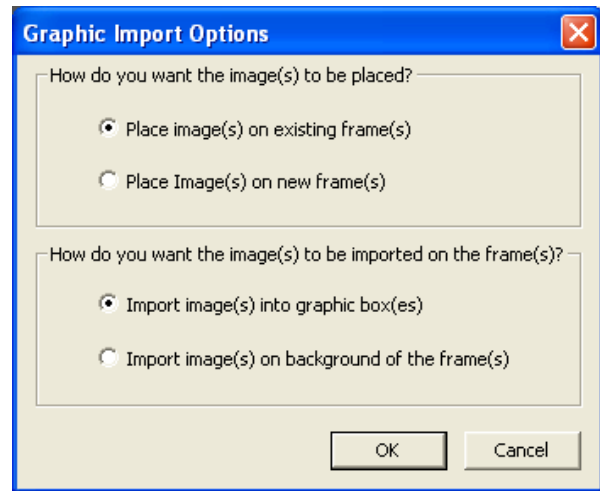 Graphic Import Options
How do you want the image(s) to be placed?
Place image(s) on existing frame(s)
Place Image(s) on new frame(s)
How do you want the image(s) to be imported on the frame(s)?
Import image(s) into graphic box(es)
Import image(s) on background of the frame(s)
OK Cancel